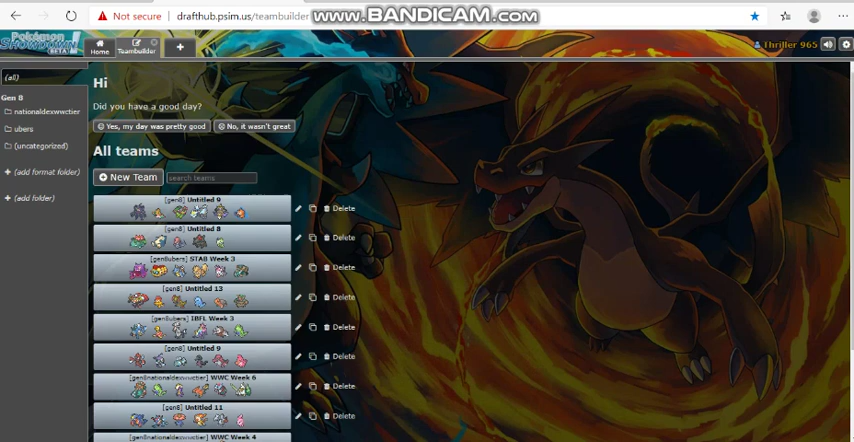 Not secure
drafthub.psim.us/teambuilder
WWW.BANDICAM.COM
Pokémon
Showdown!
BETA
Home
Teambuilder
Thriller 965
(all)
Gen 8
nationaldexwwctier
ubers
(uncategorized)
(add format folder)
(add folder)
Hi
Did you have a good day?
Yes, my day was pretty good
No, it wasn't great
All teams
New Team
search teams
[gen8] Untitled 9
Delete
[gen8] Untitled 8
Delete
[gen8ubers] STAB Week 3
Delete
[gen8] Untitled 13
Delete
[gen8ubers] IBFL Week 3
Delete
[gen8] Untitled 9
Delete
[gen8nationaldexwwctier] WWC Week 6
Delete
[gen8] Untitled 11
Delete
[gen8nationaldexwwctier] WWC Week 4